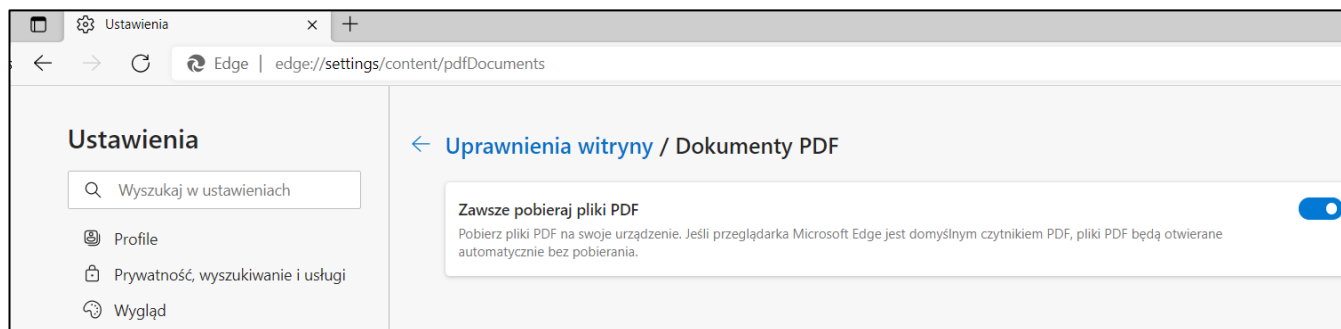 Ustawienia
Edge | edge://settings/content/pdfDocuments
Ustawienia
Wyszukaj w ustawieniach
Profile
Prywatność, wyszukiwanie i usługi
Wygląd
Uprawnienia witryny / Dokumenty PDF
Zawsze pobieraj pliki PDF
Pobierz pliki PDF na swoje urządzenie. Jeśli przeglądarka Microsoft Edge jest domyślnym czytnikiem PDF, pliki PDF będą otwierane
automatycznie bez pobierania.